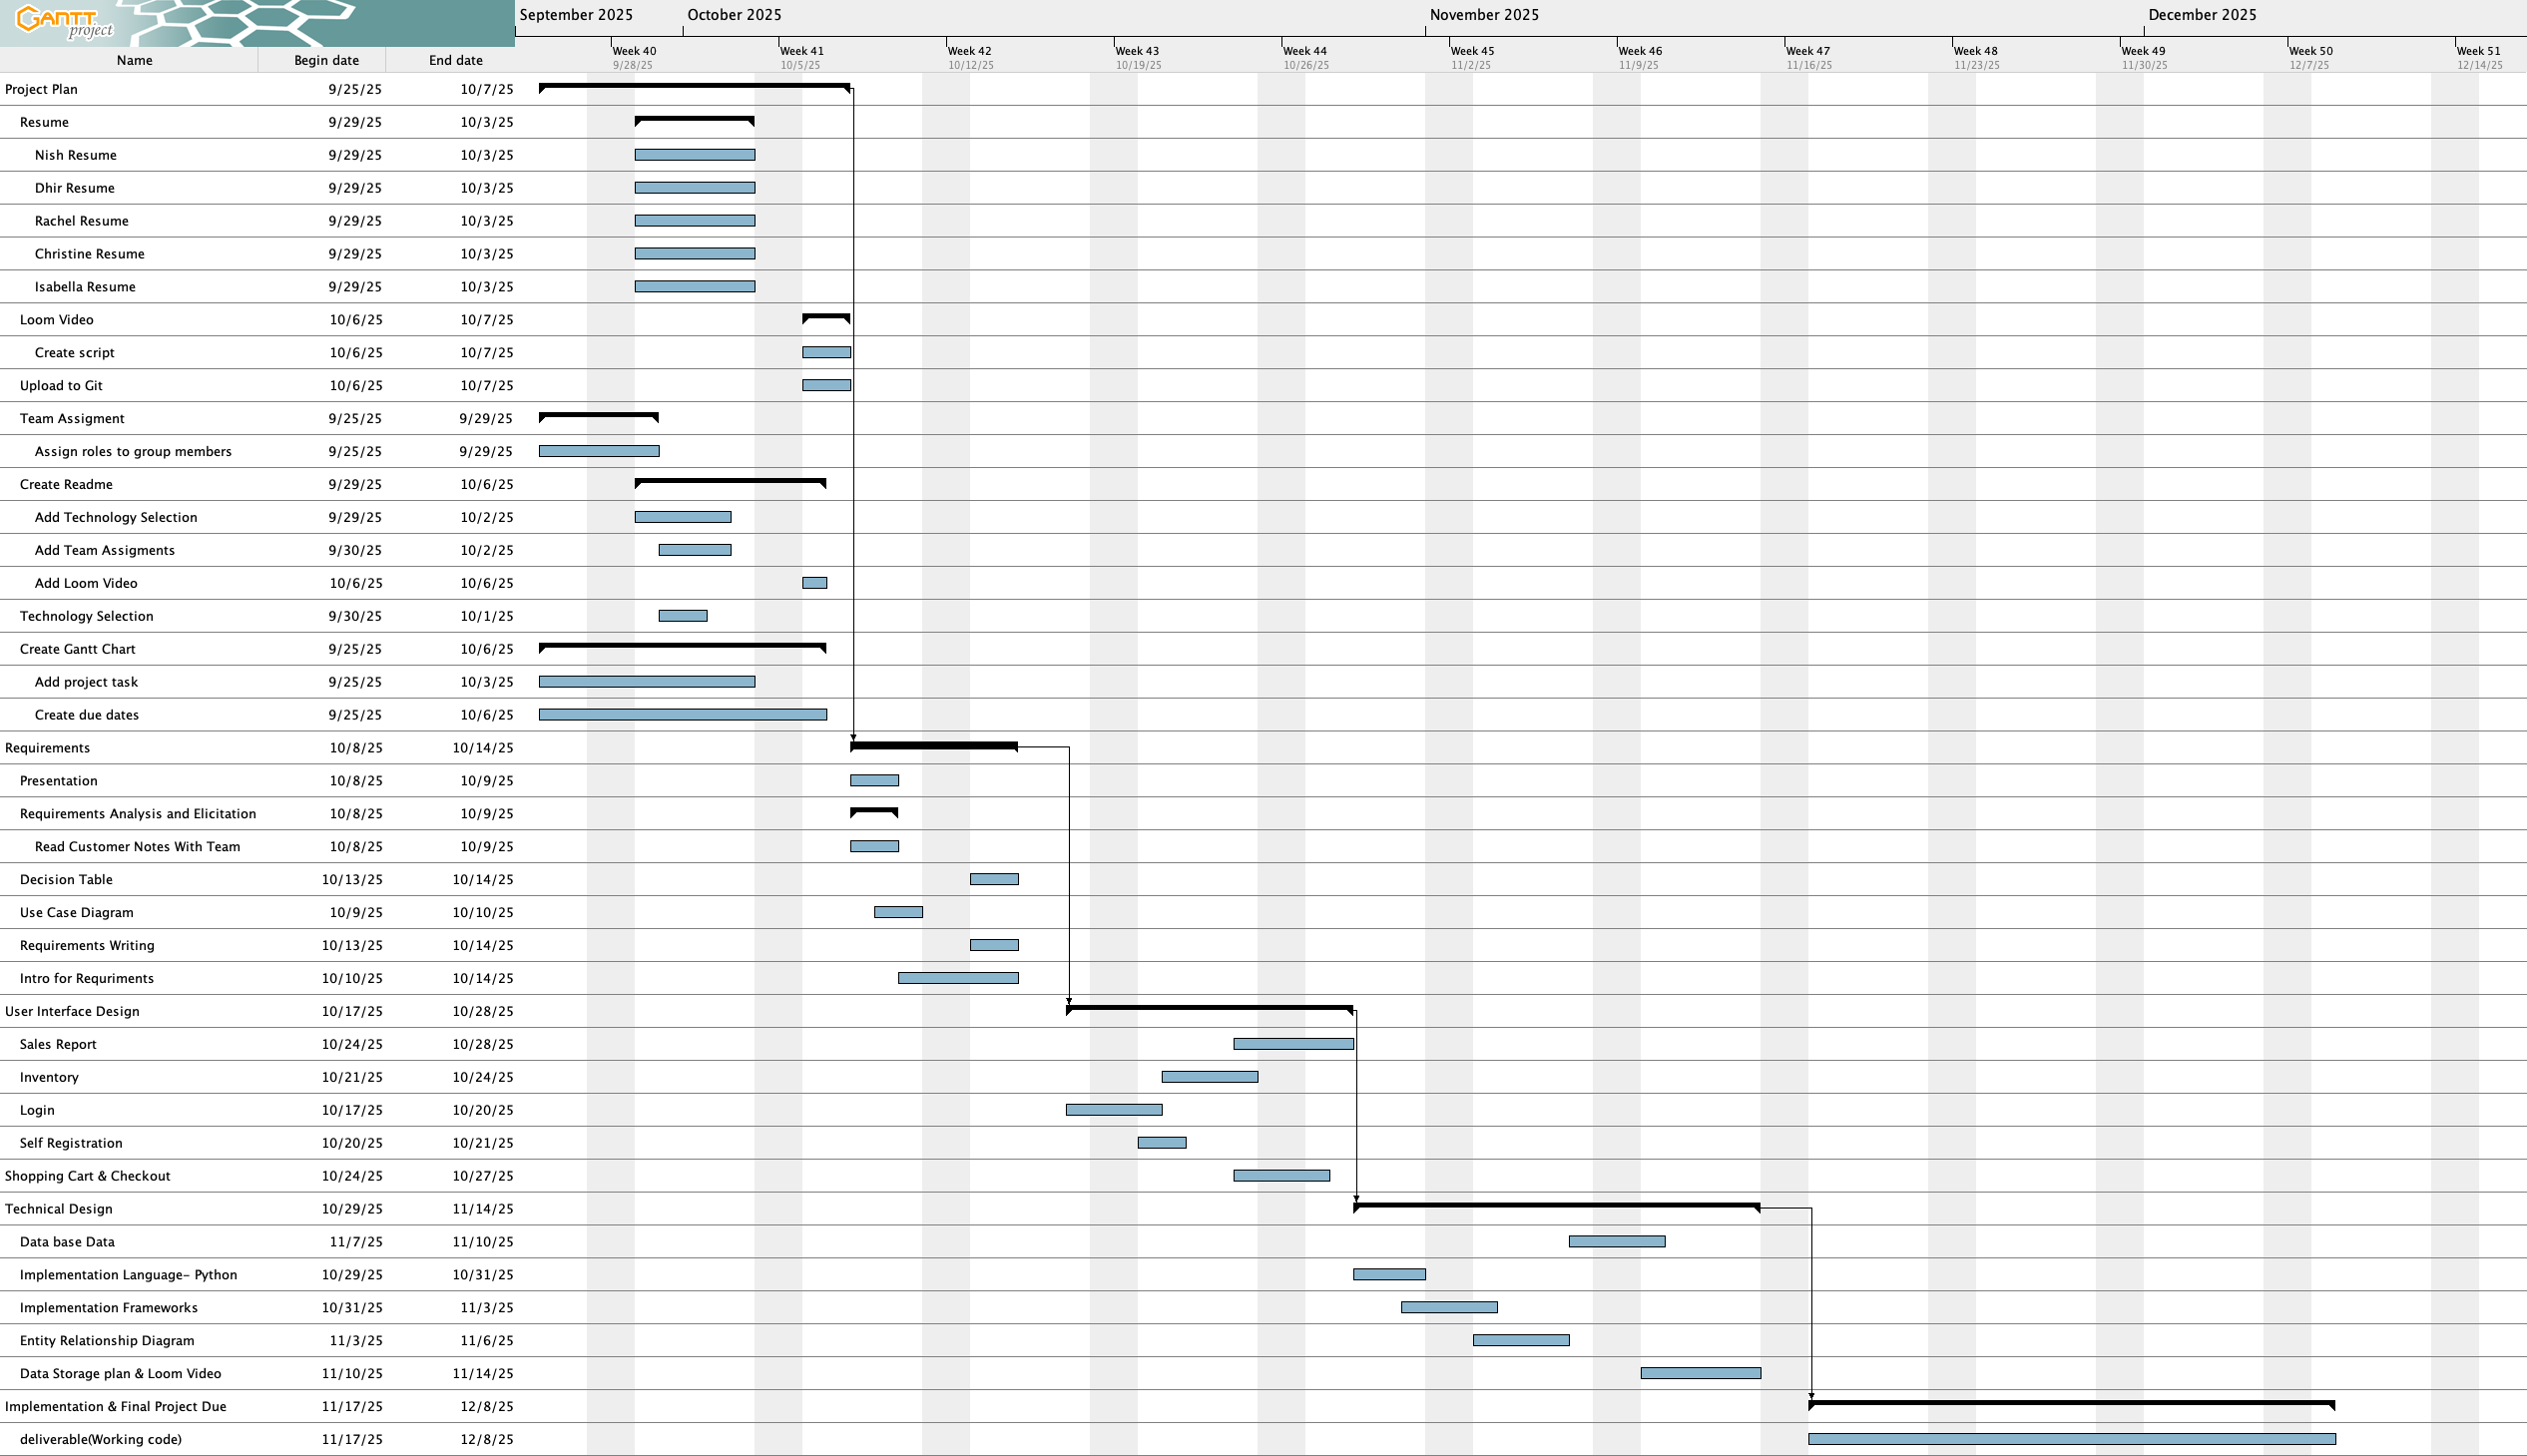 GANTT
project
September 2025 October 2025 November 2025 December 2025
Week 40 Week 41 Week 42 Week 43 Week 44 Week 45 Week 46 Week 47 Week 48 Week 49 Week 50 Week 51
Name Begin date End date 9/28/25 10/5/25 10/12/25 10/19/25 10/26/25 11/2/25 11/9/25 11/16/25 11/23/25 11/30/25 12/7/25 12/14/25
Project Plan 9/25/25 10/7/25
Resume 9/29/25 10/3/25
Nish Resume 9/29/25 10/3/25
Dhir Resume 9/29/25 10/3/25
Rachel Resume 9/29/25 10/3/25
Christine Resume 9/29/25 10/3/25
Isabella Resume 9/29/25 10/3/25
Loom Video 10/6/25 10/7/25
Create script 10/6/25 10/7/25
Upload to Git 10/6/25 10/7/25
Team Assigment 9/25/25 9/29/25
Assign roles to group members 9/25/25 9/29/25
Create Readme 9/29/25 10/6/25
Add Technology Selection 9/29/25 10/2/25
Add Team Assigments 9/30/25 10/2/25
Add Loom Video 10/6/25 10/6/25
Technology Selection 9/30/25 10/1/25
Create Gantt Chart 9/25/25 10/6/25
Add project task 9/25/25 10/3/25
Create due dates 9/25/25 10/6/25
Requirements 10/8/25 10/14/25
Presentation 10/8/25 10/9/25
Requirements Analysis and Elicitation 10/8/25 10/9/25
Read Customer Notes With Team 10/8/25 10/9/25
Decision Table 10/13/25 10/14/25
Use Case Diagram 10/9/25 10/10/25
Requirements Writing 10/13/25 10/14/25
Intro for Requriments 10/10/25 10/14/25
User Interface Design 10/17/25 10/28/25
Sales Report 10/24/25 10/28/25
Inventory 10/21/25 10/24/25
Login 10/17/25 10/20/25
Self Registration 10/20/25 10/21/25
Shopping Cart & Checkout 10/24/25 10/27/25
Technical Design 10/29/25 11/14/25
Data base Data 11/7/25 11/10/25
Implementation Language- Python 10/29/25 10/31/25
Implementation Frameworks 10/31/25 11/3/25
Entity Relationship Diagram 11/3/25 11/6/25
Data Storage plan & Loom Video 11/10/25 11/14/25
Implementation & Final Project Due 11/17/25 12/8/25
deliverable(Working code) 11/17/25 12/8/25